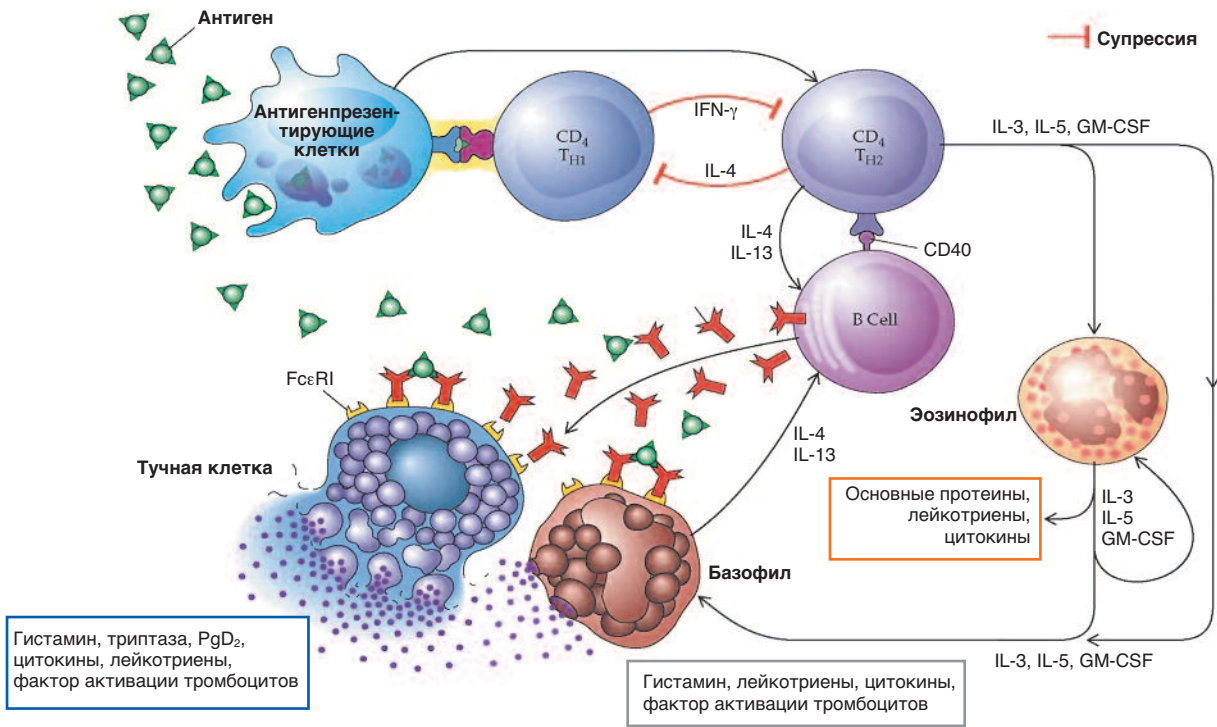 Антиген
Супрессия
Антигенпрезен-
тирующие
клетки
CD₄
T_H1
IFN-γ
IL-4
CD₄
T_H2
IL-3, IL-5, GM-CSF
IL-4
IL-13
CD40
B Cell
FcεRI
Эозинофил
Тучная клетка
IL-4
IL-13
Основные протеины,
лейкотриены,
цитокины
IL-3
IL-5
GM-CSF
Базофил
Гистамин, триптаза, PgD₂,
цитокины, лейкотриены,
фактор активации тромбоцитов
IL-3, IL-5, GM-CSF
Гистамин, лейкотриены, цитокины,
фактор активации тромбоцитов